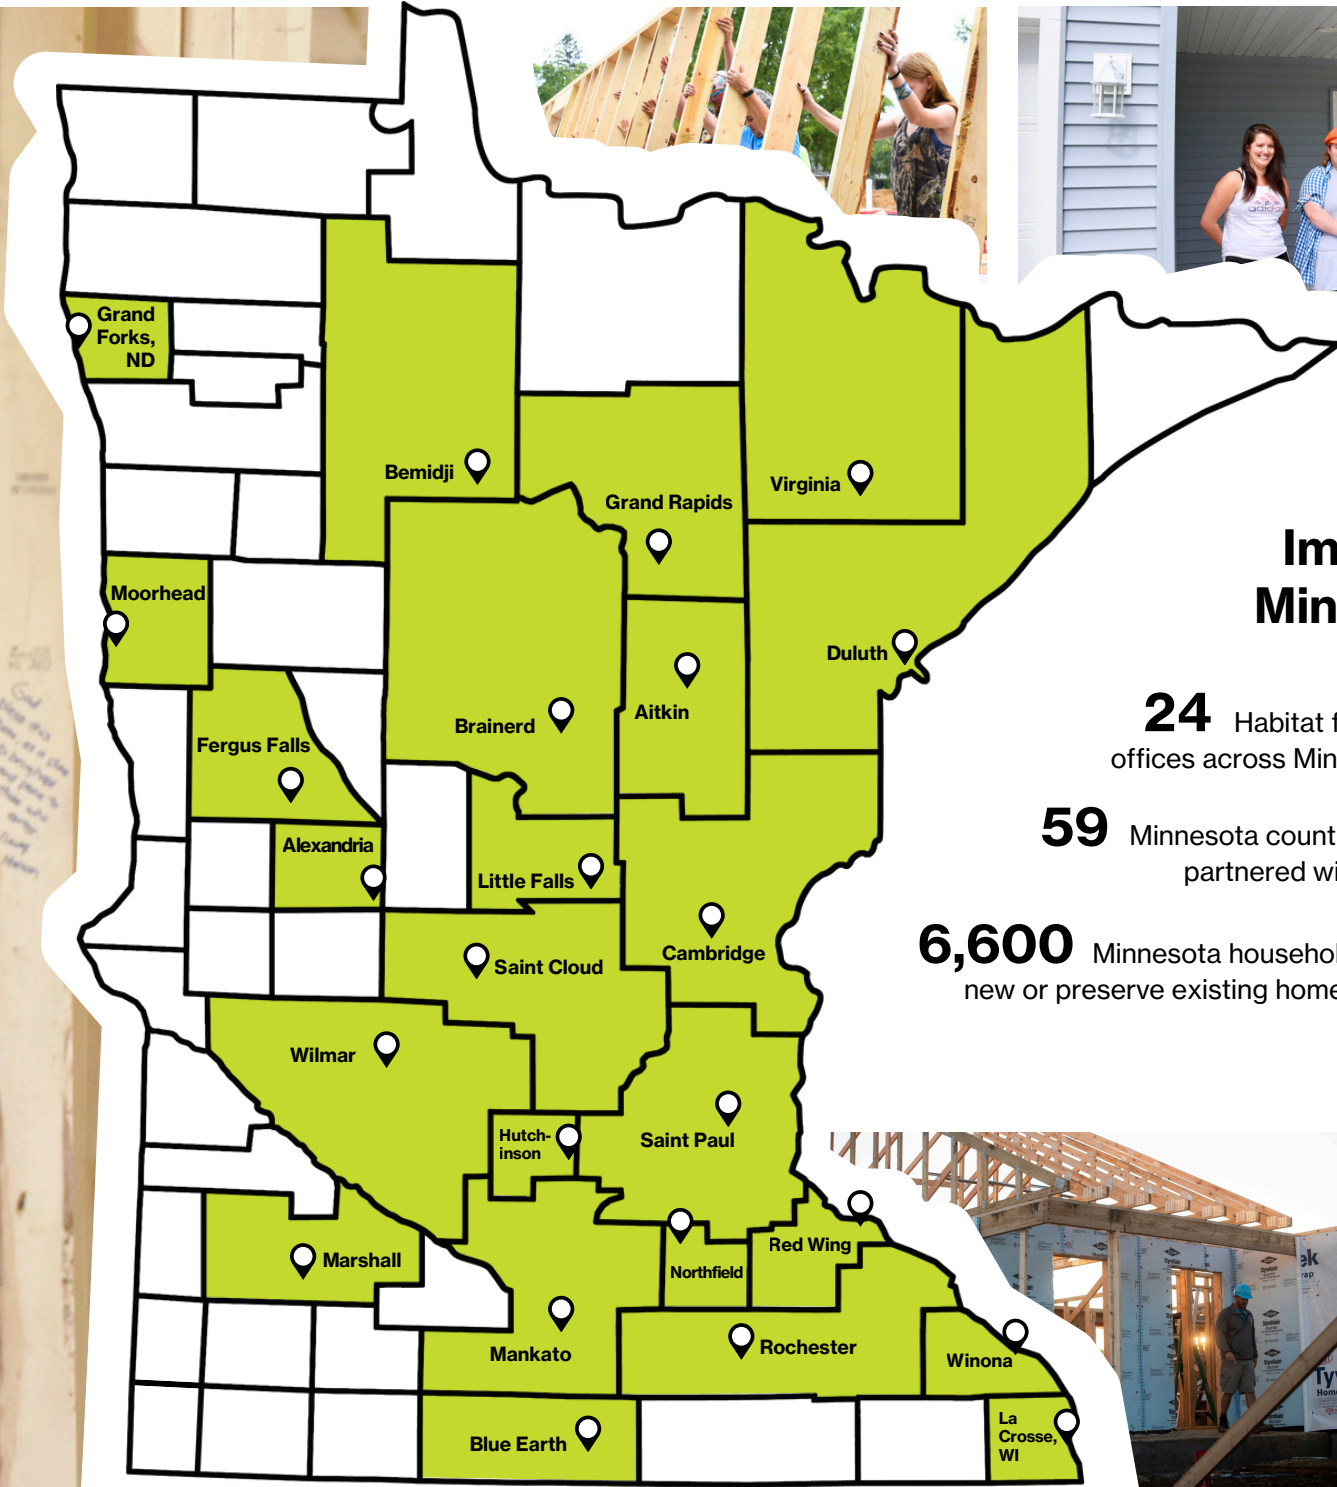 Grand
Forks,
ND
Bemidji
Grand Rapids
Virginia
Moorhead
Duluth
Aitkin
Brainerd
Fergus Falls
Alexandria
Little Falls
Cambridge
Saint Cloud
Wilmar
Hutch-
inson
Saint Paul
Marshall
Northfield
Red Wing
Mankato
Rochester
Winona
Blue Earth
La
Crosse,
WI
Im
Min
24 Habitat f
offices across Min
59 Minnesota count
partnered wi
6,600 Minnesota househol
new or preserve existing home
adidas